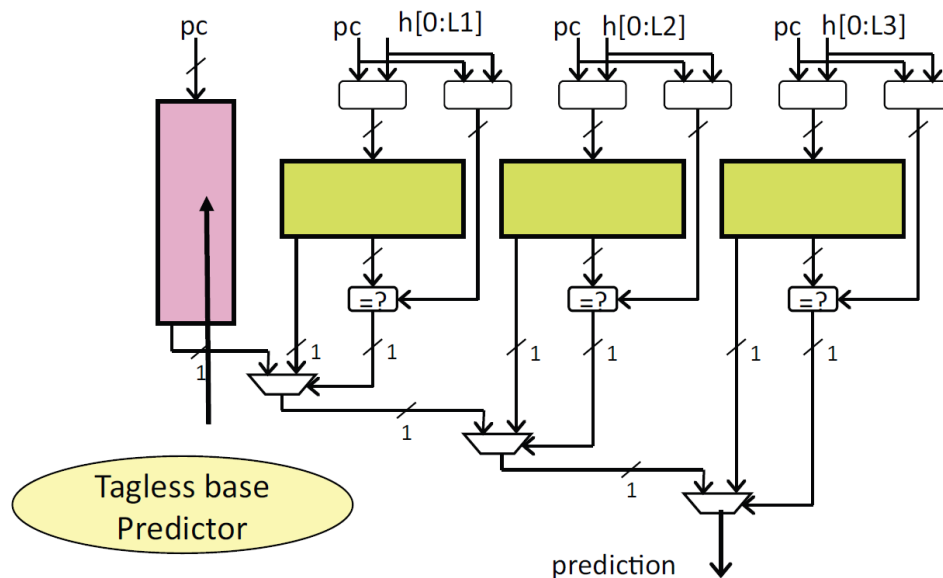 pc
pc h[0:L1]
pc h[0:L2]
pc h[0:L3]
=?
=?
=?
1
1
1
1
1
1
1
1
1
Tagless base
Predictor
prediction